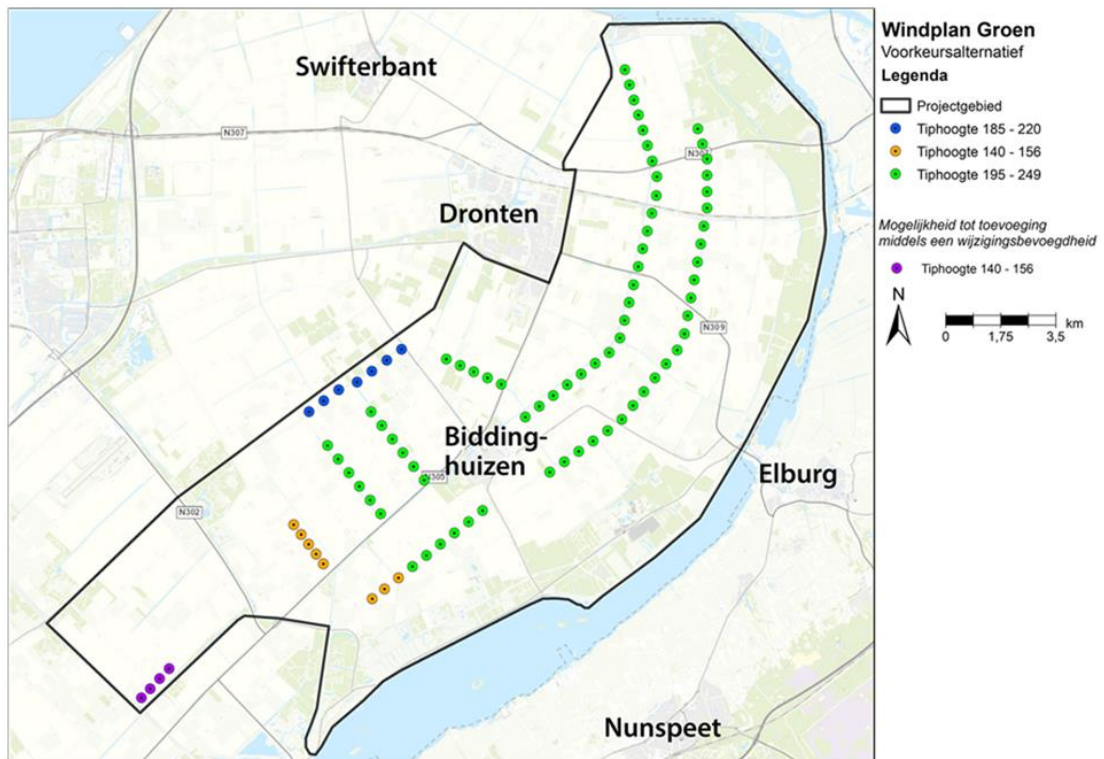 Swifterbant
N307
N307
Dronten
N309
Bidding-
huizen
N305
Elburg
N302
Nunspeet
Windplan Groen
Voorkeursalternatief
Legenda
Projectgebied
Tiphoogte 185 - 220
Tiphoogte 140 - 156
Tiphoogte 195 - 249
Mogelijkheid tot toevoeging
middels een wijzigingsbevoegdheid
Tiphoogte 140 - 156
N
km
0 1,75 3,5